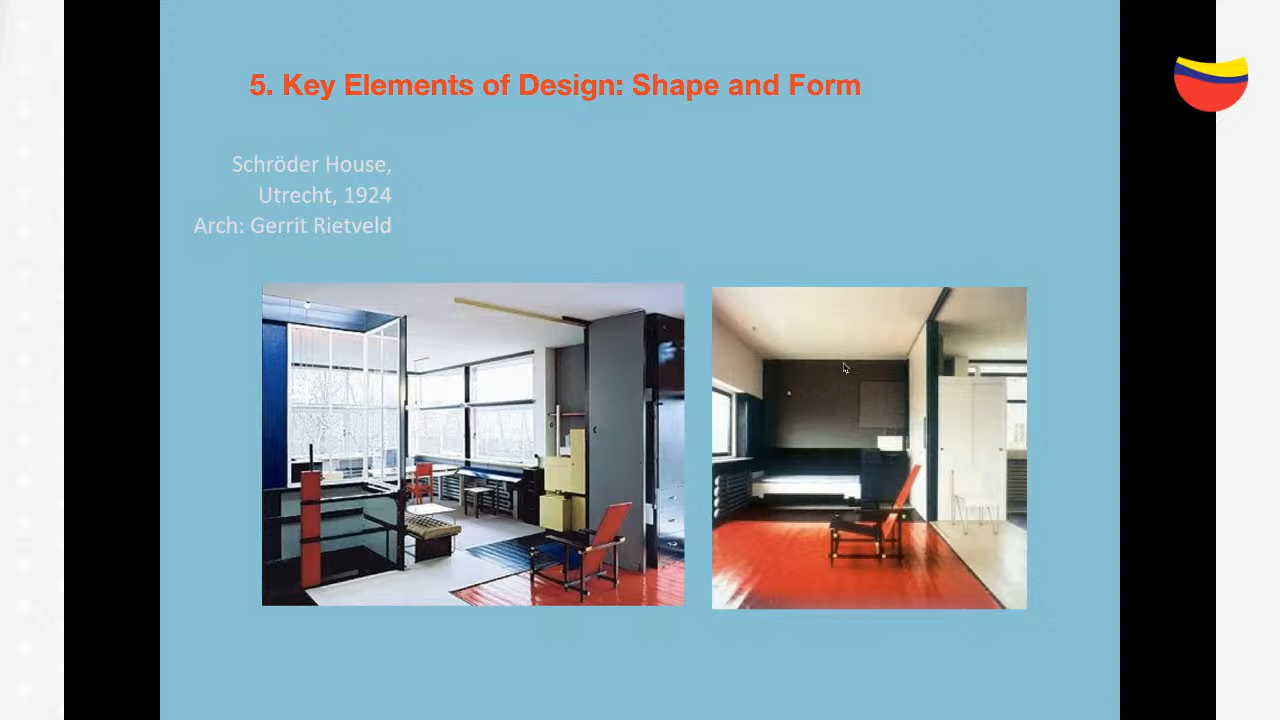 5. Key Elements of Design: Shape and Form
Schröder House,
Utrecht, 1924
Arch: Gerrit Rietveld